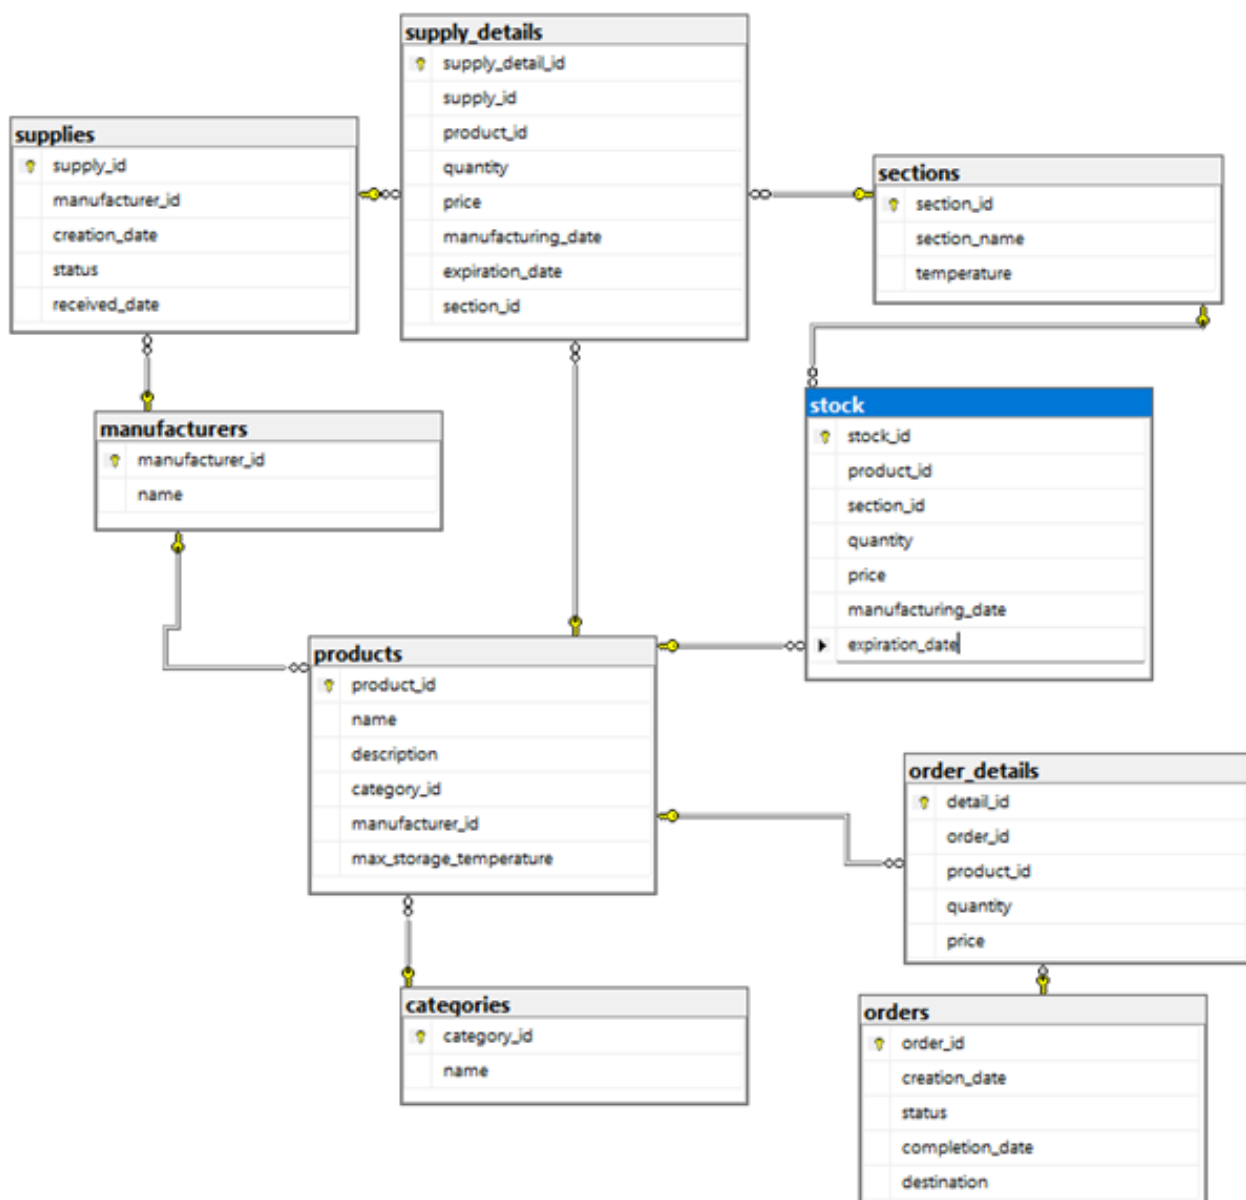 supply_details
supply_detail_id
supply_id
product_id
quantity
price
manufacturing_date
expiration_date
section_id
supplies
supply_id
manufacturer_id
creation_date
status
received_date
sections
section_id
section_name
temperature
manufacturers
manufacturer_id
name
stock
stock_id
product_id
section_id
quantity
price
manufacturing_date
expiration_date
products
product_id
name
description
category_id
manufacturer_id
max_storage_temperature
order_details
detail_id
order_id
product_id
quantity
price
categories
category_id
name
orders
order_id
creation_date
status
completion_date
destination